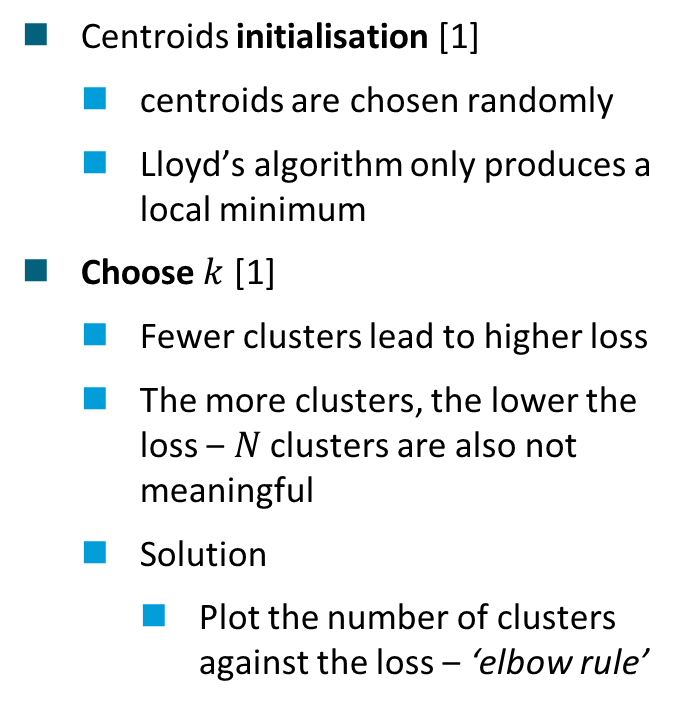 Centroids initialisation [1]
centroids are chosen randomly
Lloyd’s algorithm only produces a
local minimum
Choose k [1]
Fewer clusters lead to higher loss
The more clusters, the lower the
loss – N clusters are also not
meaningful
Solution
Plot the number of clusters
against the loss – ‘elbow rule’